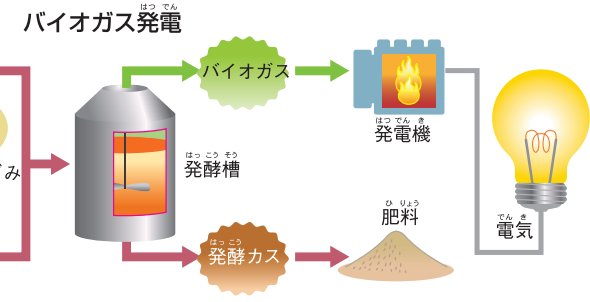 バイオガス発電
はつ でん
バイオガス
発電機
はつ でん き
発酵槽
はっ こう そう
み
肥料
ひ りょう
電気
でん き
発酵カス
はっ こう